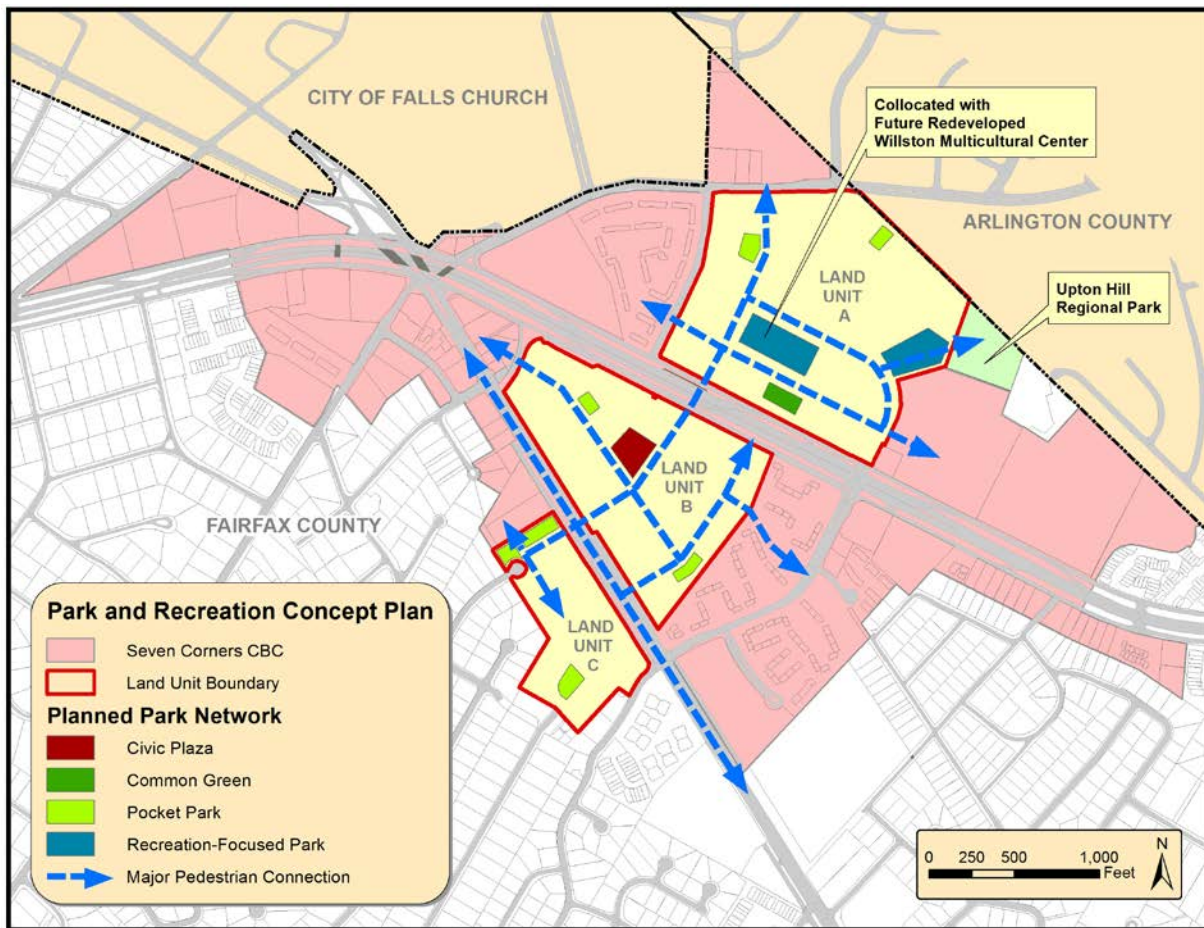 CITY OF FALLS CHURCH
Collocated with
Future Redeveloped
Willston Multicultural Center
ARLINGTON COUNTY
LAND
UNIT
A
Upton Hill
Regional Park
LAND
UNIT
B
FAIRFAX COUNTY
LAND
UNIT
C
Park and Recreation Concept Plan
Seven Corners CBC
Land Unit Boundary
Planned Park Network
Civic Plaza
Common Green
Pocket Park
Recreation-Focused Park
Major Pedestrian Connection
0 250 500 1,000
Feet
N